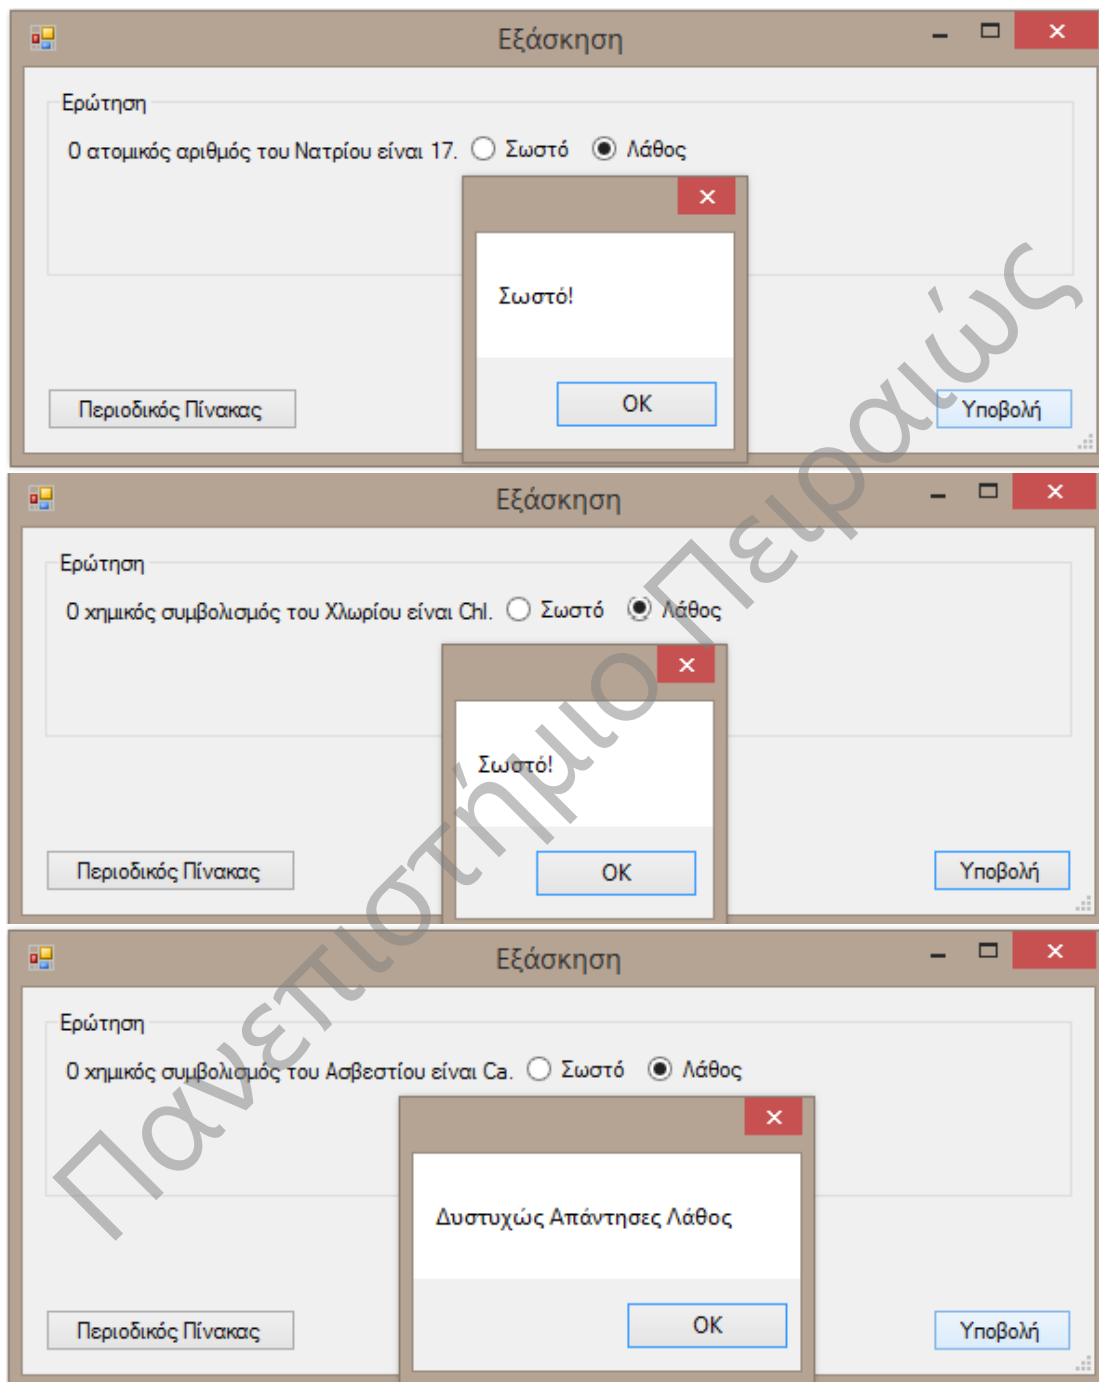 Εξάσκηση
Ερώτηση
Ο ατομικός αριθμός του Νατρίου είναι 17. Σωστό Λάθος
Σωστό!
OK
Περιοδικός Πίνακας
Υποβολή
Εξάσκηση
Ερώτηση
Ο χημικός συμβολισμός του Χλωρίου είναι Chl. Σωστό Λάθος
Σωστό!
OK
Περιοδικός Πίνακας
Υποβολή
Εξάσκηση
Ερώτηση
Ο χημικός συμβολισμός του Ασβεστίου είναι Ca. Σωστό Λάθος
Δυστυχώς Απάντησες Λάθος
OK
Περιοδικός Πίνακας
Υποβολή
Πανεπιστήμιο Πειραιώς